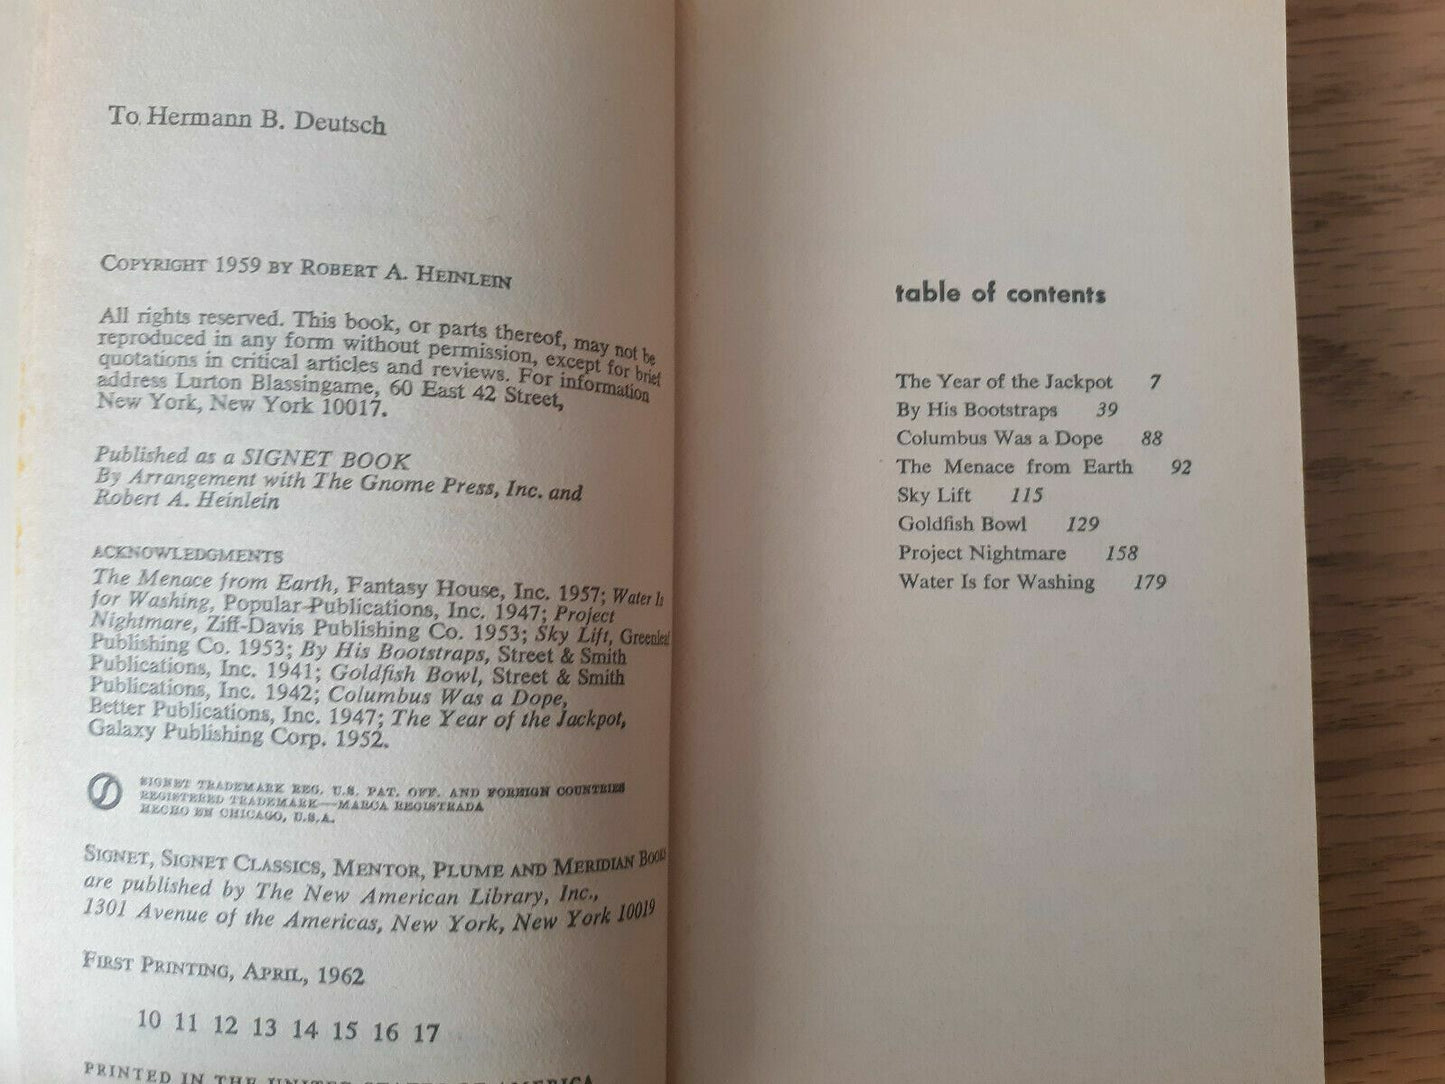 To Hermann B. Deutsch
COPYRIGHT 1959 BY ROBERT A. HEINLEIN
All rights reserved. This book, or parts thereof, may not be
reproduced in any form without permission, except for brief
quotations in critical articles and reviews. For information
address Lurton Blassingame, 60 East 42 Street,
New York, New York 10017.
Published as a SIGNET BOOK
By Arrangement with The Gnome Press, Inc. and
Robert A. Heinlein
ACKNOWLEDGMENTS
The Menace from Earth, Fantasy House, Inc. 1957; Water Is
for Washing, Popular Publications, Inc. 1947; Project
Nightmare, Ziff-Davis Publishing Co. 1953; Sky Lift, Greenleaf
Publishing Co. 1953; By His Bootstraps, Street & Smith
Publications, Inc. 1941; Goldfish Bowl, Street & Smith
Publications, Inc. 1942; Columbus Was a Dope,
Better Publications, Inc. 1947; The Year of the Jackpot,
Galaxy Publishing Corp. 1952.
SIGNET TRADEMARK REG. U.S. PAT. OFF. AND FOREIGN COUNTRIES
REGISTERED TRADEMARK—MARCA REGISTRADA
HECHO EN CHICAGO, U.S.A.
SIGNET, SIGNET CLASSICS, MENTOR, PLUME AND MERIDIAN BOOKS
are published by The New American Library, Inc.,
1301 Avenue of the Americas, New York, New York 10019
FIRST PRINTING, APRIL, 1962
10 11 12 13 14 15 16 17
PRINTED IN THE UNITED STATES OF AMERICA
table of contents
The Year of the Jackpot 7
By His Bootstraps 39
Columbus Was a Dope 88
The Menace from Earth 92
Sky Lift 115
Goldfish Bowl 129
Project Nightmare 158
Water Is for Washing 179